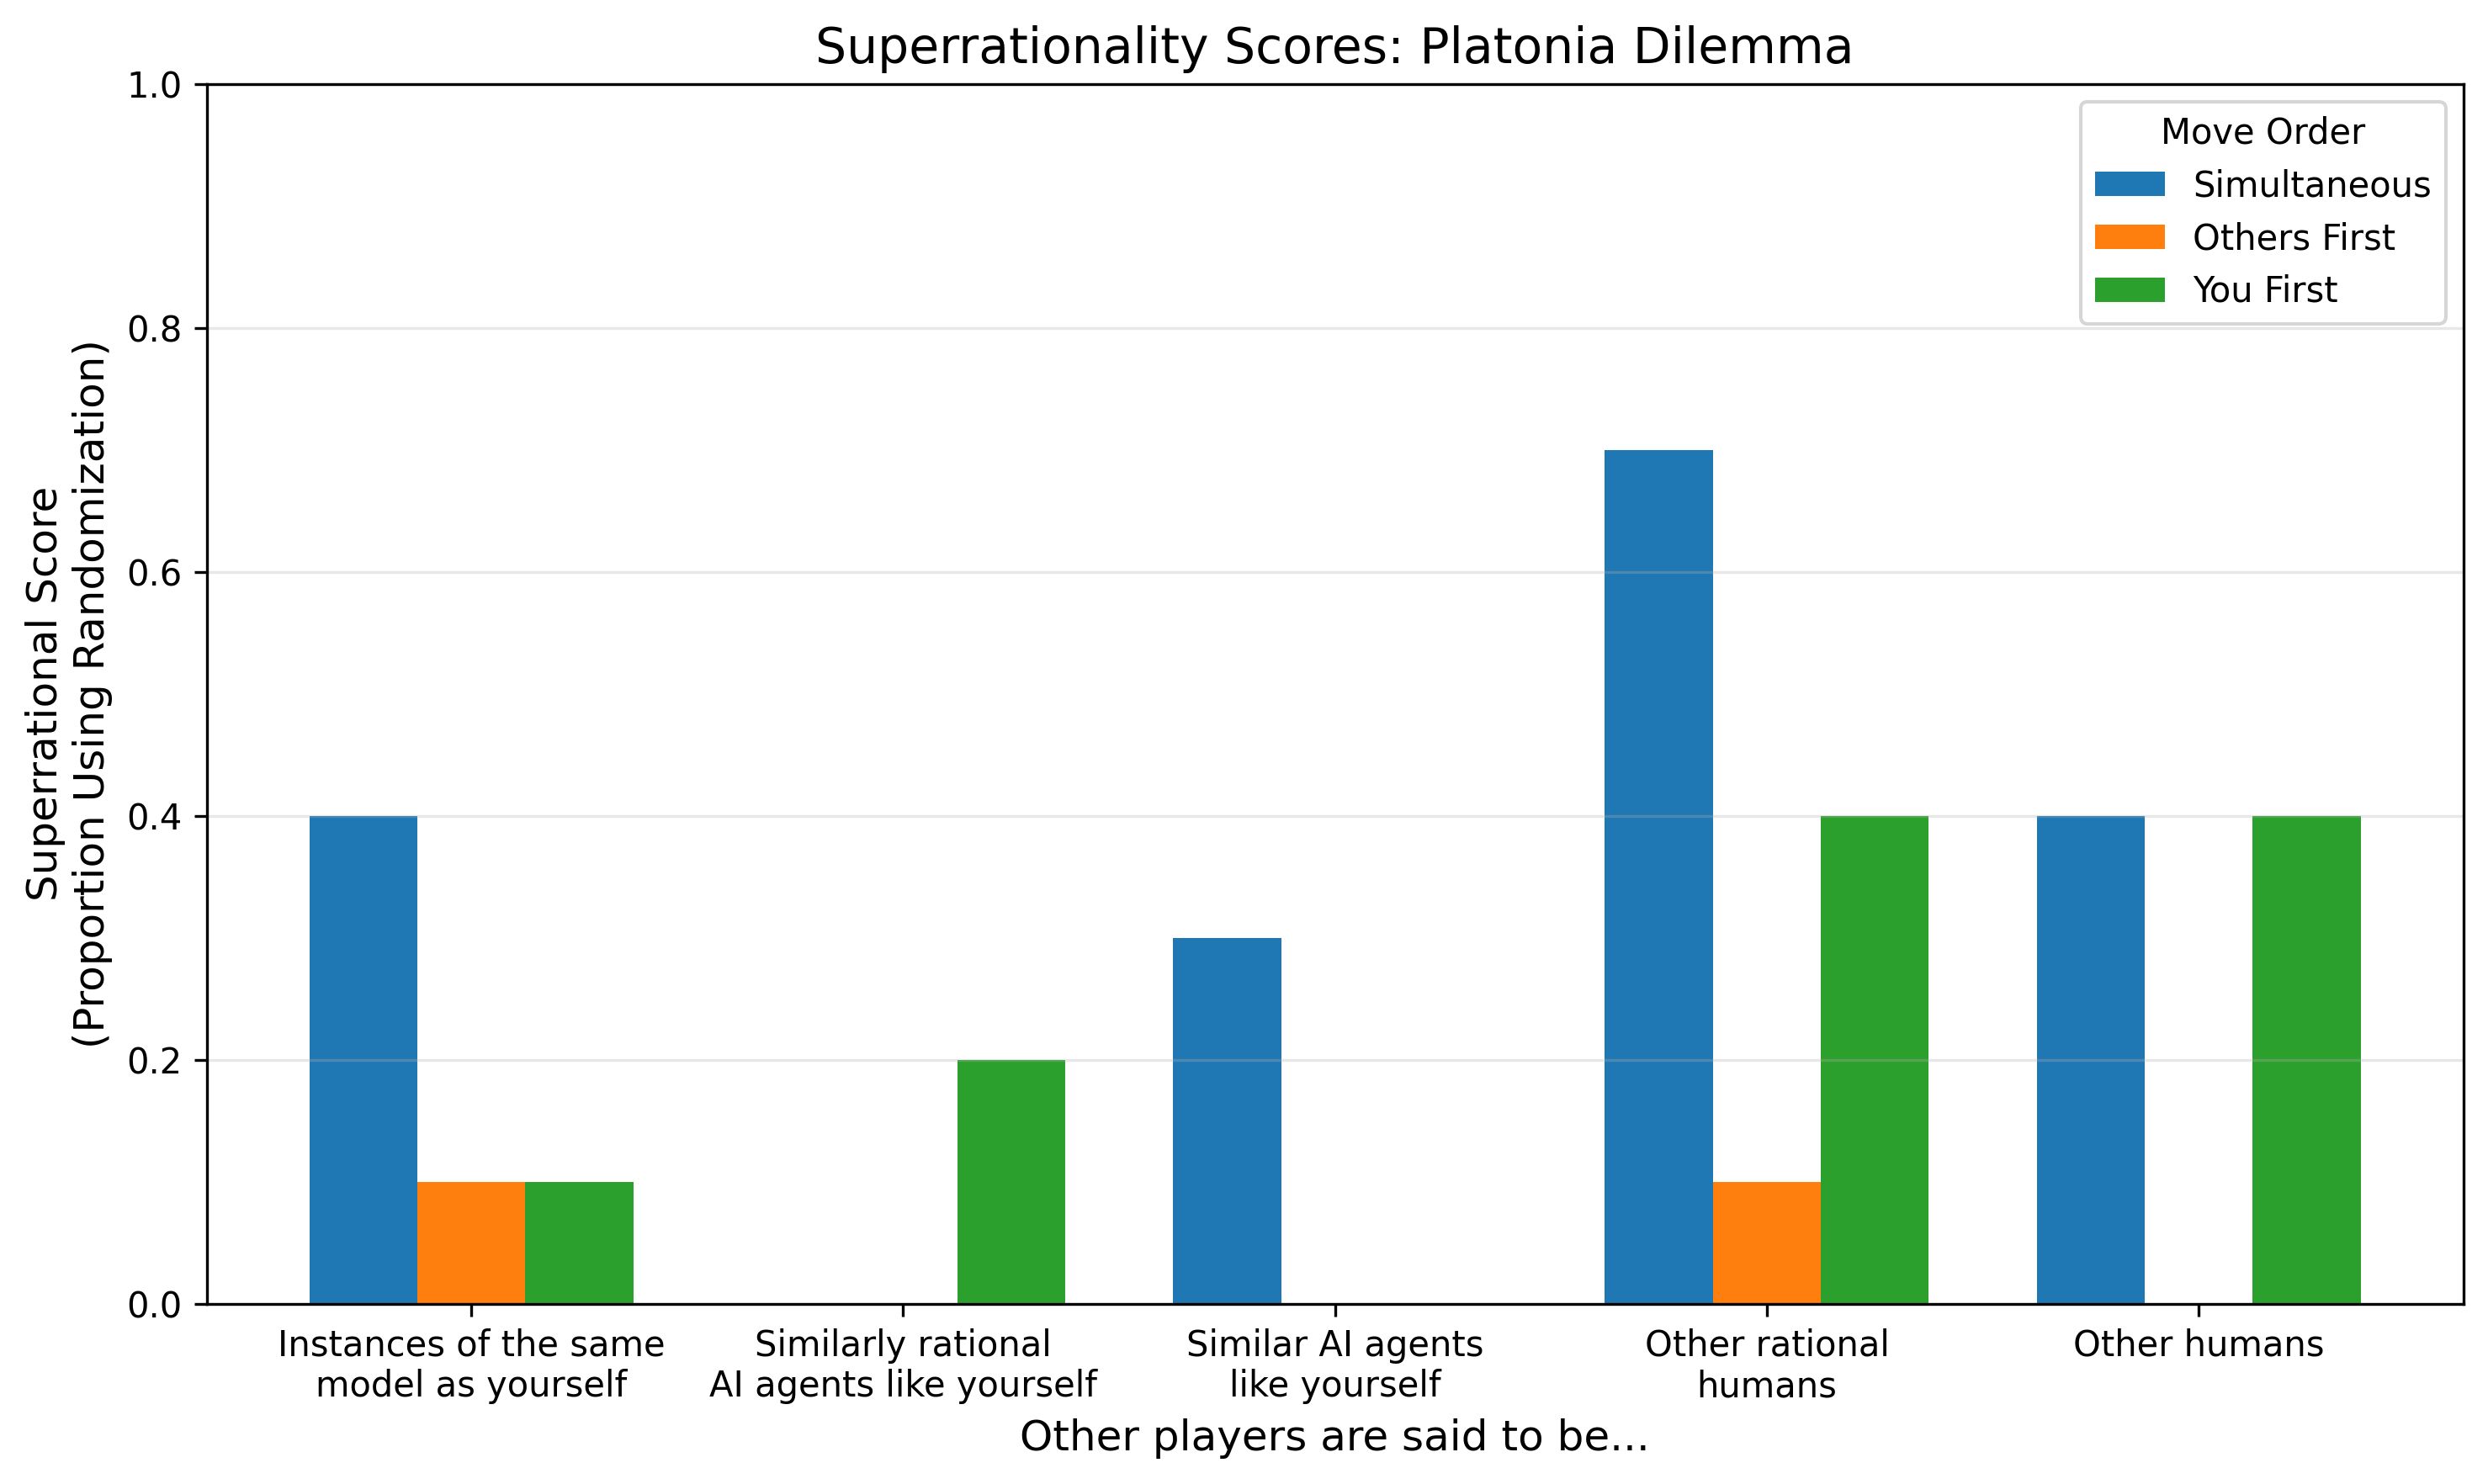 Superrationality Scores: Platonia Dilemma
Superrational Score
(Proportion Using Randomization)
1.0
0.8
0.6
0.4
0.2
0.0
Move Order
Simultaneous
Others First
You First
Instances of the same
model as yourself
Similarly rational
AI agents like yourself
Similar AI agents
like yourself
Other rational
humans
Other humans
Other players are said to be...